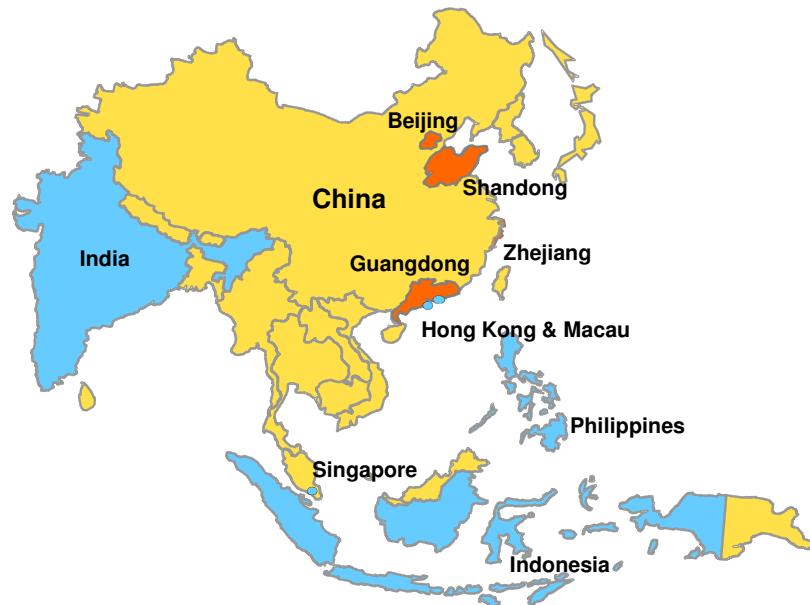 Beijing
Shandong
China
Zhejiang
India
Guangdong
Hong Kong & Macau
Philippines
Singapore
Indonesia